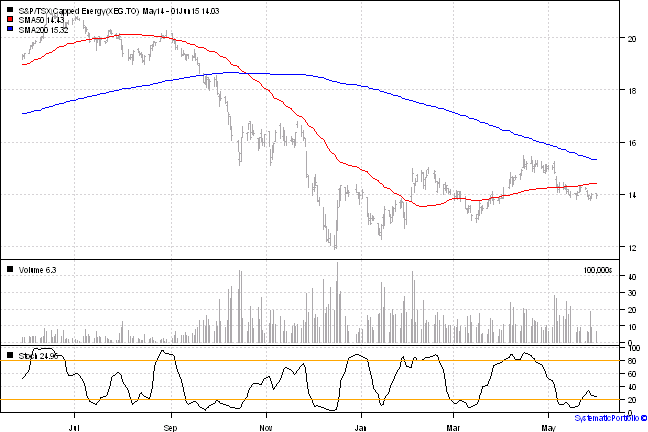 S&P/TSX Capped Energy(XEG.TO) May14 - 01Jun15 14.03
SMA50 14.43
SMA200 15.32
20
18
16
14
12
Volume 6.3
100,000s
40
30
20
10
0
Stoch 24.96
100
80
60
40
20
0
Jul Sep Nov Jan Mar May
SystematicPortfolio ©